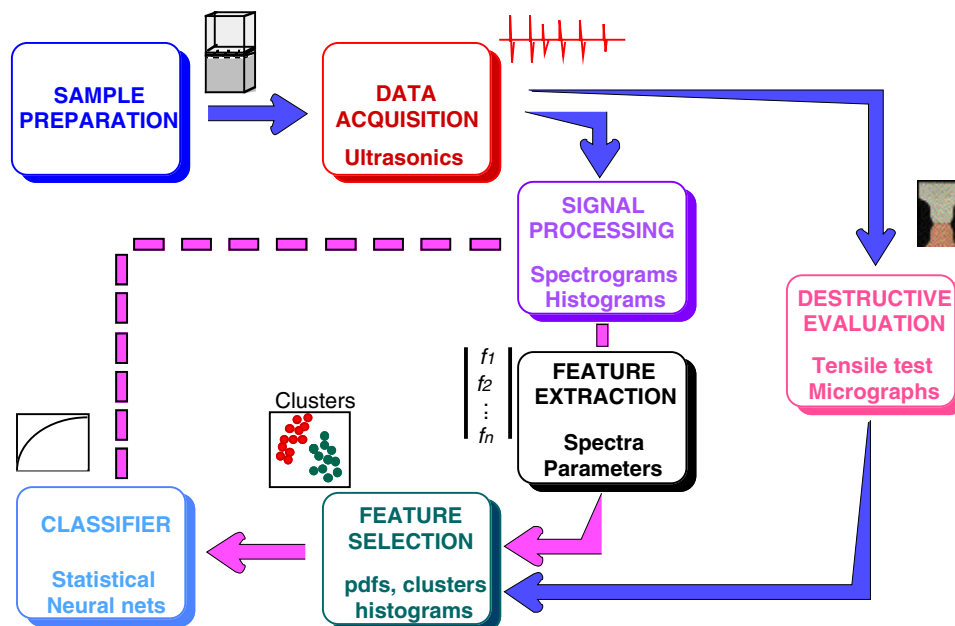 SAMPLE
PREPARATION
DATA
ACQUISITION
Ultrasonics
SIGNAL
PROCESSING
Spectrograms
Histograms
DESTRUCTIVE
EVALUATION
Tensile test
Micrographs
f1
f2
⋮
fn
FEATURE
EXTRACTION
Spectra
Parameters
Clusters
FEATURE
SELECTION
pdfs, clusters
histograms
CLASSIFIER
Statistical
Neural nets